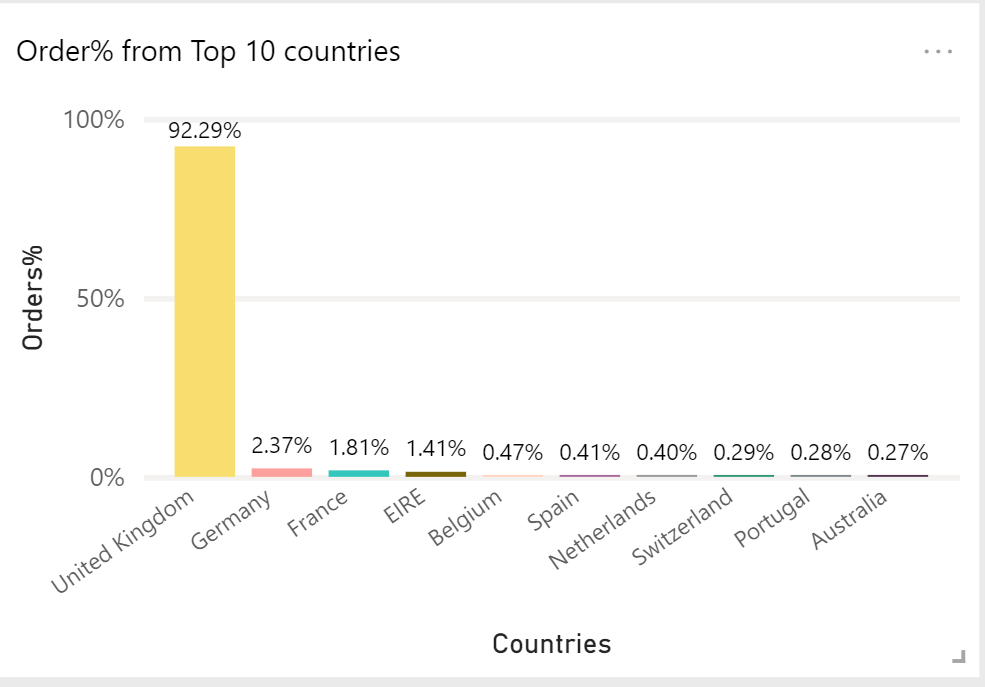 Order% from Top 10 countries
...
Orders%
100%
50%
0%
92.29%
2.37%
1.81%
1.41%
0.47%
0.41%
0.40%
0.29%
0.28%
0.27%
United Kingdom
Germany
France
EIRE
Belgium
Spain
Netherlands
Switzerland
Portugal
Australia
Countries